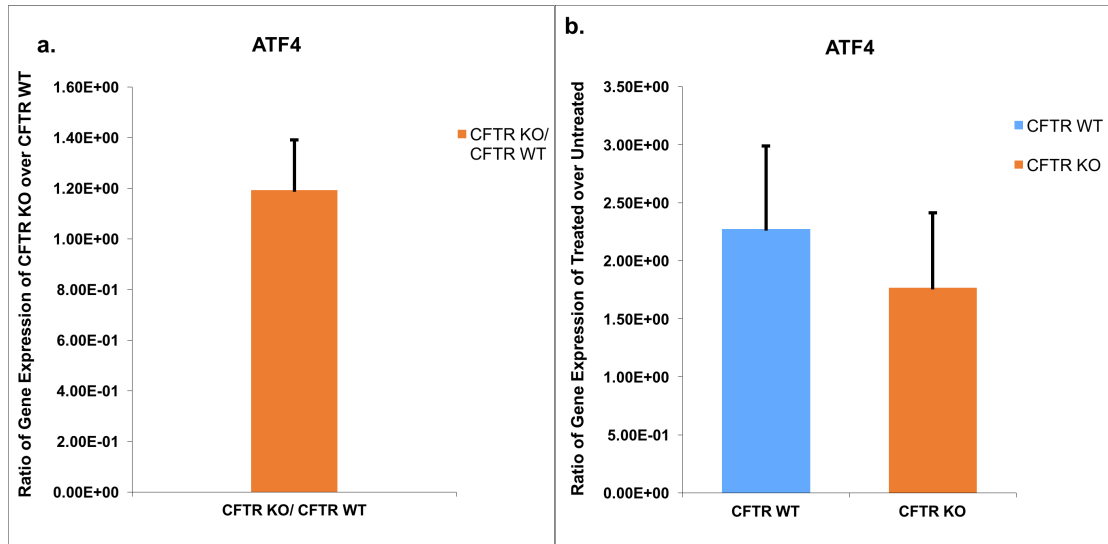 a.
ATF4
Ratio of Gene Expression of CFTR KO over CFTR WT
1.60E+00
1.40E+00
1.20E+00
1.00E+00
8.00E-01
6.00E-01
4.00E-01
2.00E-01
0.00E+00
CFTR KO/ CFTR WT
CFTR KO/
CFTR WT
b.
ATF4
Ratio of Gene Expression of Treated over Untreated
3.50E+00
3.00E+00
2.50E+00
2.00E+00
1.50E+00
1.00E+00
5.00E-01
0.00E+00
CFTR WT
CFTR KO
CFTR WT
CFTR KO